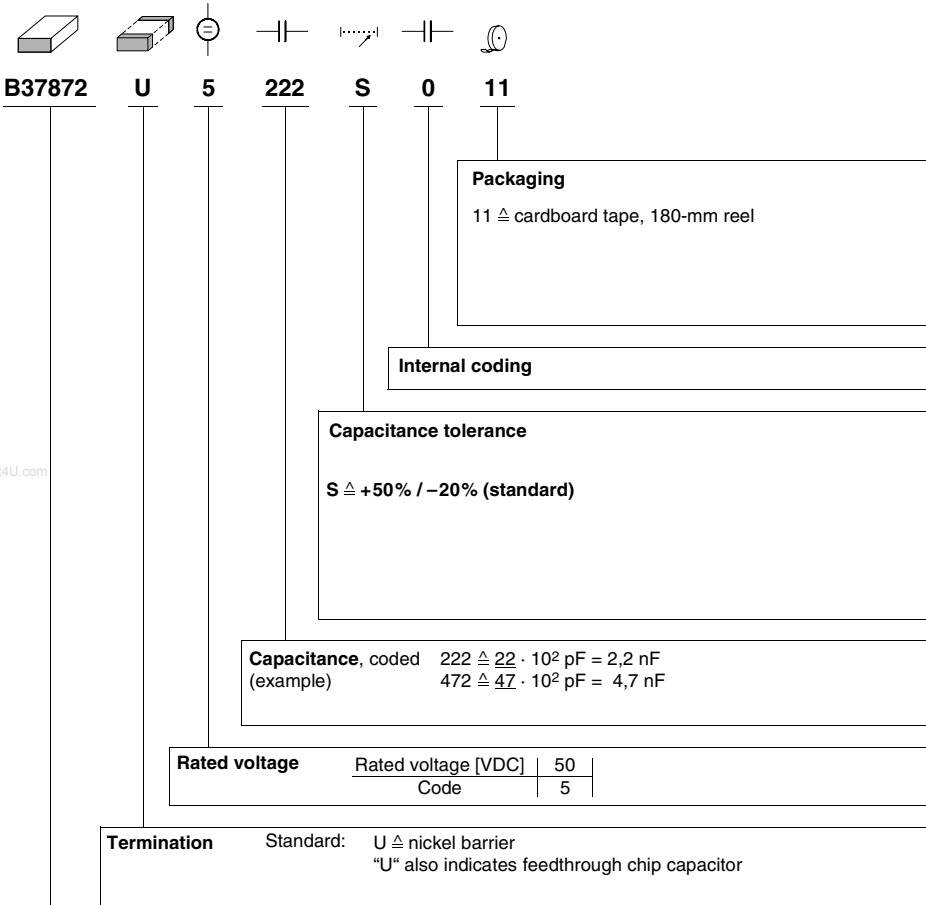 B37872 U 5 222 S 0 11
Packaging
11 ≙ cardboard tape, 180-mm reel
Internal coding
Capacitance tolerance
t4U.com
S ≙ +50% / −20% (standard)
Capacitance, coded 222 ≙ 22 · 10² pF = 2,2 nF
(example) 472 ≙ 47 · 10² pF = 4,7 nF
Rated voltage Rated voltage [VDC] 50
Code 5
Termination Standard: U ≙ nickel barrier
“U“ also indicates feedthrough chip capacitor